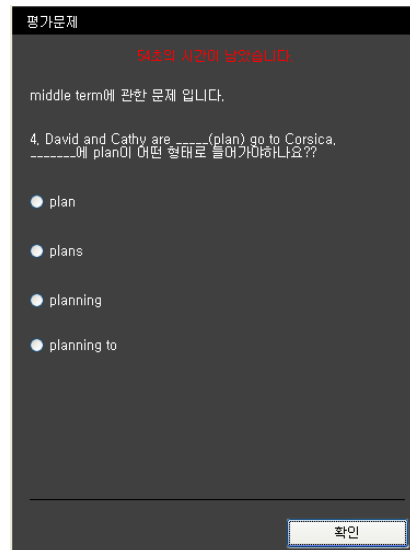 평가문제
54초의 시간이 남았습니다.
middle term에 관한 문제 입니다.
4. David and Cathy are _____(plan) go to Corsica.
_______에 plan이 어떤 형태로 들어가야하나요??
plan
plans
planning
planning to
확인